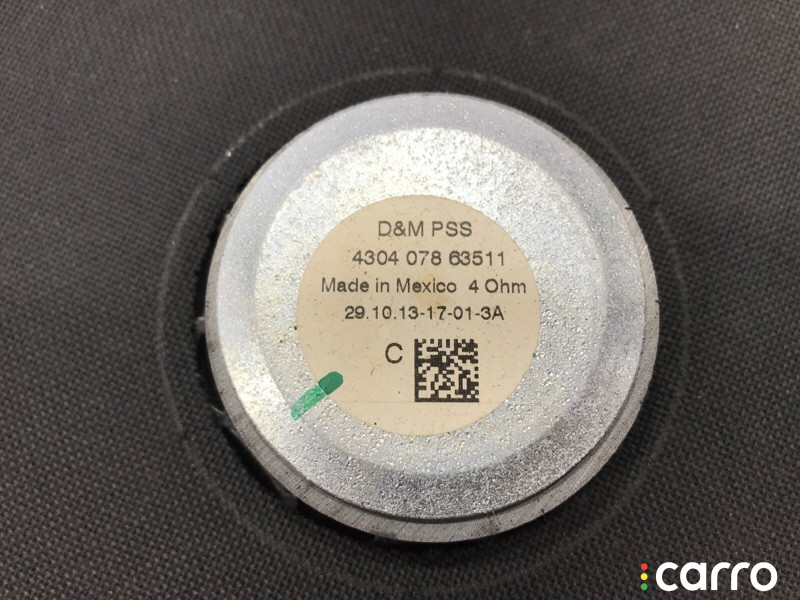 D&M PSS
4304 078 63511
Made in Mexico 4 Ohm
29.10.13-17-01-3A
C
carro